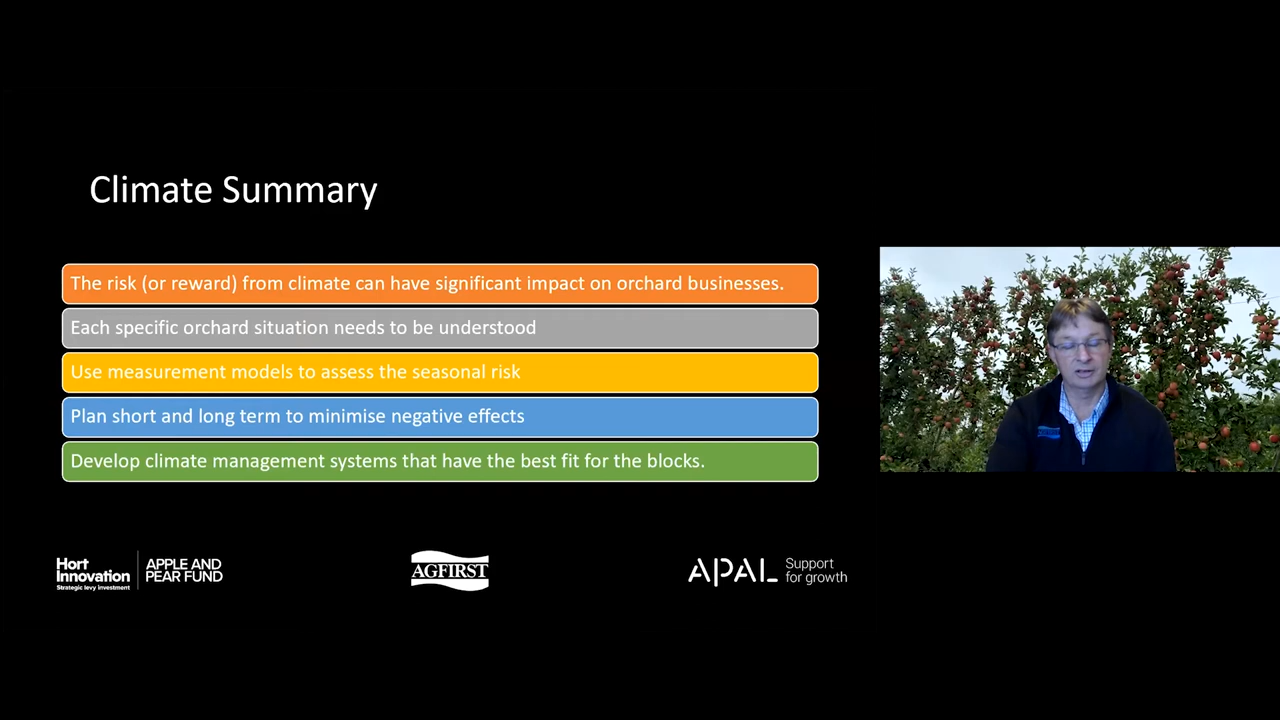 Climate Summary
The risk (or reward) from climate can have significant impact on orchard businesses.
Each specific orchard situation needs to be understood
Use measurement models to assess the seasonal risk
Plan short and long term to minimise negative effects
Develop climate management systems that have the best fit for the blocks.
Hort
Innovation
Strategic levy investment
APPLE AND
PEAR FUND
AGFIRST
APAL
Support
for growth